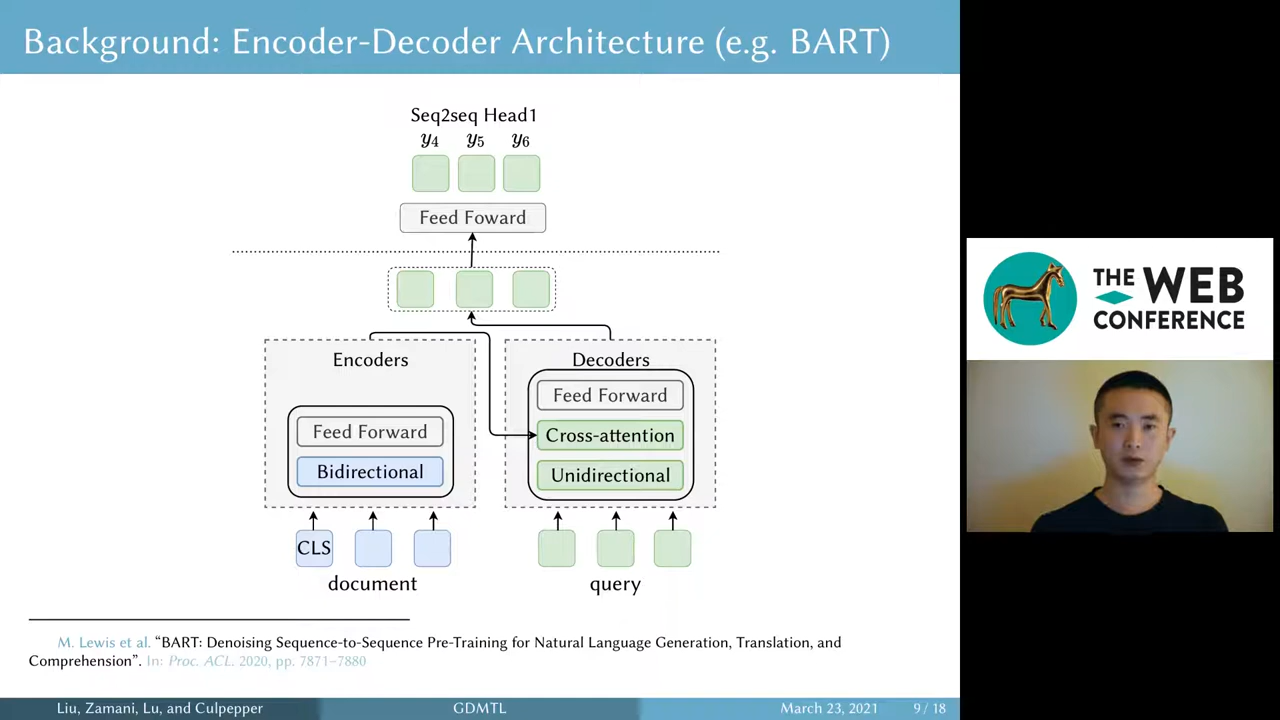 Background: Encoder-Decoder Architecture (e.g. BART)
Seq2seq Head1
y4 y5 y6
Feed Foward
Encoders
Decoders
Feed Forward
Feed Forward
Cross-attention
Bidirectional
Unidirectional
CLS
document
query
M. Lewis et al. “BART: Denoising Sequence-to-Sequence Pre-Training for Natural Language Generation, Translation, and
Comprehension”. In: Proc. ACL. 2020, pp. 7871–7880
Liu, Zamani, Lu, and Culpepper
GDMTL
March 23, 2021
9 / 18
THE WEB
CONFERENCE